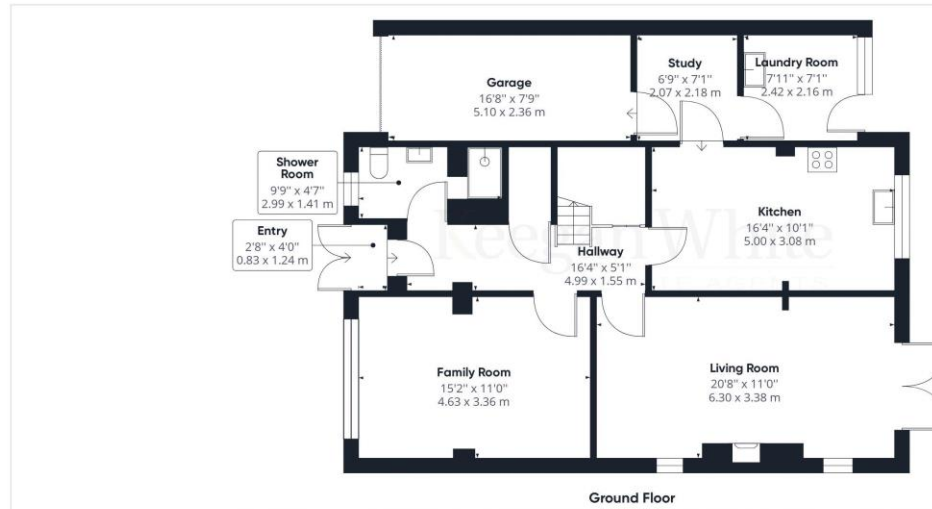 Study
6'9" x 7'1"
2.07 x 2.18 m
Laundry Room
7'11" x 7'1"
2.42 x 2.16 m
Garage
16'8" x 7'9"
5.10 x 2.36 m
Shower
Room
9'9" x 4'7"
2.99 x 1.41 m
Entry
2'8" x 4'0"
0.83 x 1.24 m
Kitchen
16'4" x 10'1"
5.00 x 3.08 m
Keegan White
Hallway
16'4" x 5'1"
4.99 x 1.55 m
Family Room
15'2" x 11'0"
4.63 x 3.36 m
Living Room
20'8" x 11'0"
6.30 x 3.38 m
Ground Floor